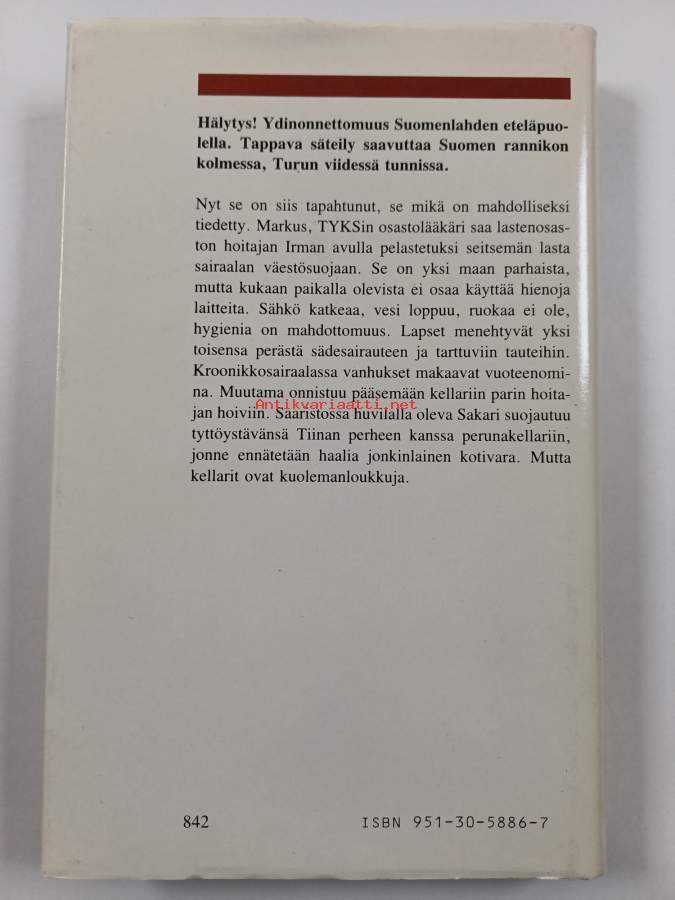 Hälytys! Ydinonnettomuus Suomenlahden eteläpuo-
lella. Tappava säteily saavuttaa Suomen rannikon
kolmessa, Turun viidessä tunnissa.
Nyt se on siis tapahtunut, se mikä on mahdolliseksi
tiedetty. Markus, TYKSin osastolääkäri saa lastenosas-
ton hoitajan Irman avulla pelastetuksi seitsemän lasta
sairaalan väestösuojaan. Se on yksi maan parhaista,
mutta kukaan paikalla olevista ei osaa käyttää hienoja
laitteita. Sähkö katkeaa, vesi loppuu, ruokaa ei ole,
hygienia on mahdottomuus. Lapset menehtyvät yksi
toisensa perästä sädesairauteen ja tarttuviin tauteihin.
Kroonikkosairaalassa vanhukset makaavat vuoteenomi-
na. Muutama onnistuu pääsemään kellariin parin hoita-
Antikvariaatti.net
jan hoiviin. Saaristossa huvilalla oleva Sakari suojautuu
tyttöystävänsä Tiinan perheen kanssa perunakellariin,
jonne ennätetään haalia jonkinlainen kotivara. Mutta
kellarit ovat kuolemanloukkuja.
842
ISBN 951-30-5886-7